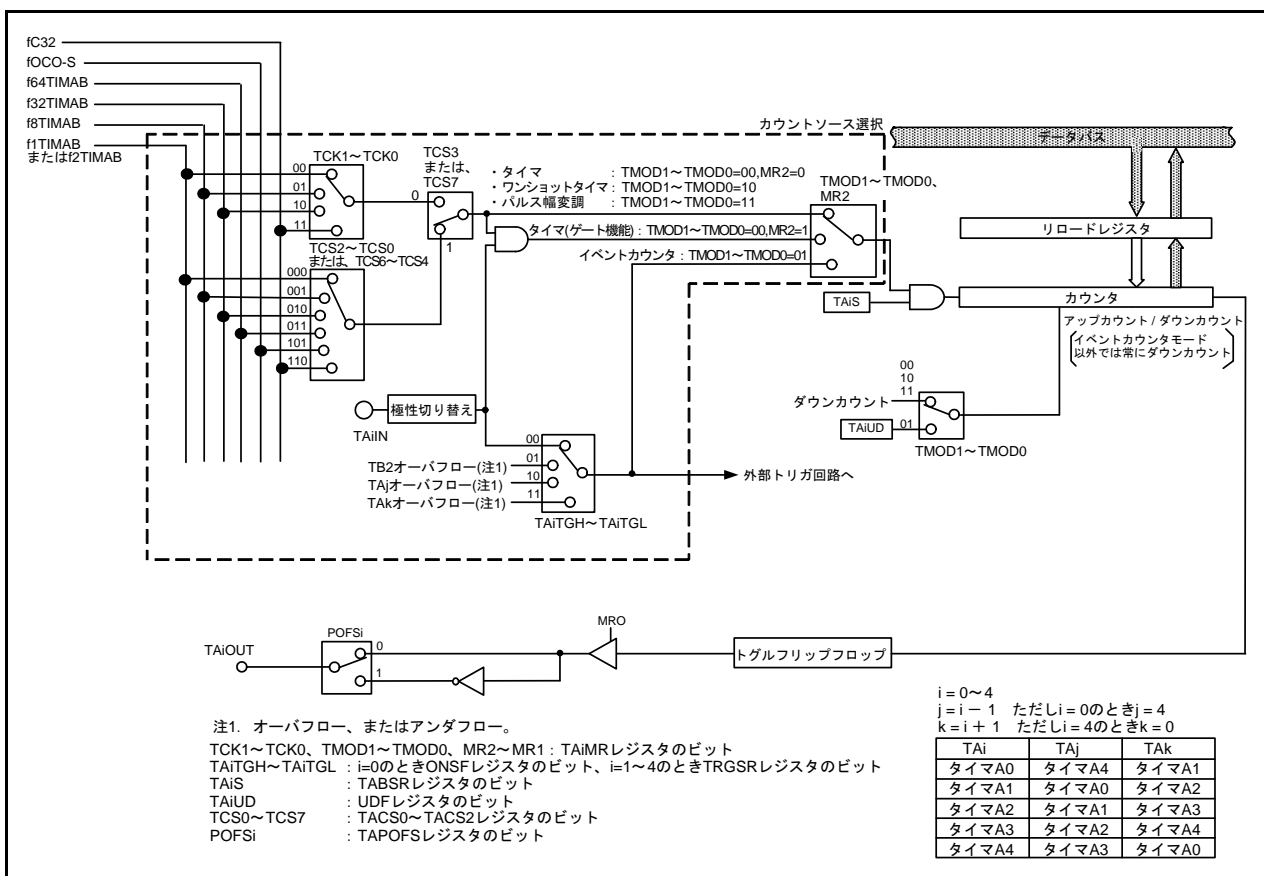 fC32
fOCO-S
f64TIMAB
f32TIMAB
f8TIMAB
f1TIMAB
またはf2TIMAB
カウントソース選択
TCK1～TCK0
00
01
10
11
TCS2～TCS0
または、TCS6～TCS4
000
001
010
011
101
110
TCS3
または、
TCS7
0
1
・タイマ : TMOD1～TMOD0=00,MR2=0
・ワンショットタイマ : TMOD1～TMOD0=10
・パルス幅変調 : TMOD1～TMOD0=11
タイマ(ゲート機能) : TMOD1～TMOD0=00,MR2=1
イベントカウンタ : TMOD1～TMOD0=01
TMOD1～TMOD0、
MR2
データバス
リロードレジスタ
カウンタ
TAiS
アップカウント / ダウンカウント
(イベントカウンタモード
以外では常にダウンカウント)
00
10
11
ダウンカウント
TAiUD
01
TMOD1～TMOD0
TAiIN
極性切り替え
00
TB2オーバフロー(注1)
01
TAjオーバフロー(注1)
10
TAkオーバフロー(注1)
11
TAiTGH～TAiTGL
外部トリガ回路へ
TAiOUT
POFSi
0
1
MRO
トグルフリップフロップ
注1. オーバフロー、またはアンダフロー。
TCK1～TCK0、TMOD1～TMOD0、MR2～MR1 : TAiMRレジスタのビット
TAiTGH～TAiTGL : i=0のときONSFレジスタのビット、i=1～4のときTRGSRレジスタのビット
TAiS : TABSRレジスタのビット
TAiUD : UDFレジスタのビット
TCS0～TCS7 : TACS0～TACS2レジスタのビット
POFSi : TAPOFSレジスタのビット
i = 0～4
j = i － 1 ただしi = 0のときj = 4
k = i + 1 ただしi = 4のときk = 0
TAi TAj TAk
タイマA0 タイマA4 タイマA1
タイマA1 タイマA0 タイマA2
タイマA2 タイマA1 タイマA3
タイマA3 タイマA2 タイマA4
タイマA4 タイマA3 タイマA0